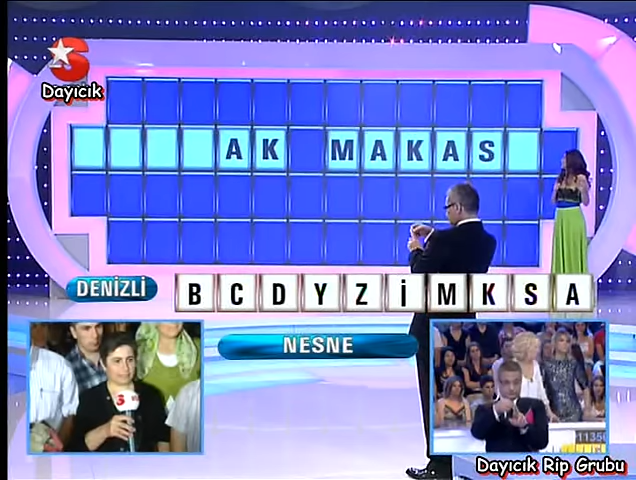 Dayıcık
AK MAKAS
DENİZLİ
B C D Y Z İ M K S A
NESNE
Dayıcık Rip Grubu